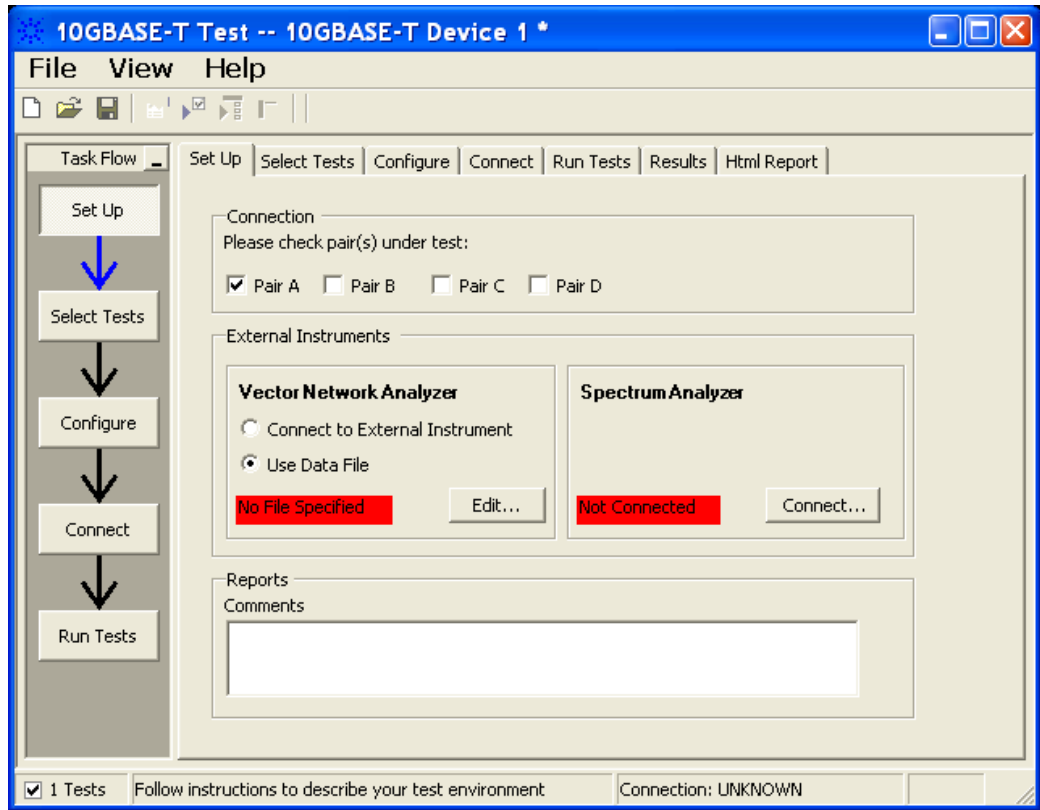 10GBASE-T Test -- 10GBASE-T Device 1 *
File View Help
Task Flow
Set Up
Select Tests
Configure
Connect
Run Tests
Set Up Select Tests Configure Connect Run Tests Results Html Report
Connection
Please check pair(s) under test:
Pair A Pair B Pair C Pair D
External Instruments
Vector Network Analyzer
Connect to External Instrument
Use Data File
No File Specified Edit...
Spectrum Analyzer
Not Connected Connect...
Reports
Comments
1 Tests Follow instructions to describe your test environment Connection: UNKNOWN